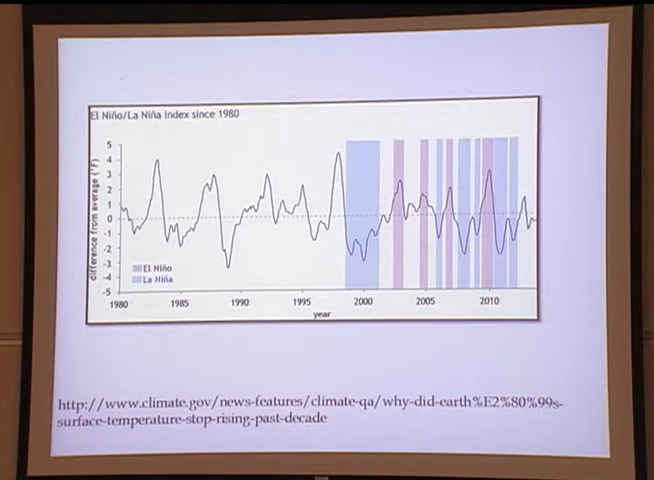 El Niño/La Niña index since 1980
difference from average (°F)
5
4
3
2
1
0
-1
-2
-3
-4
-5
El Niño
La Niña
1980 1985 1990 1995 2000 2005 2010
year
http://www.climate.gov/news-features/climate-qa/why-did-earth%E2%80%99s-
surface-temperature-stop-rising-past-decade